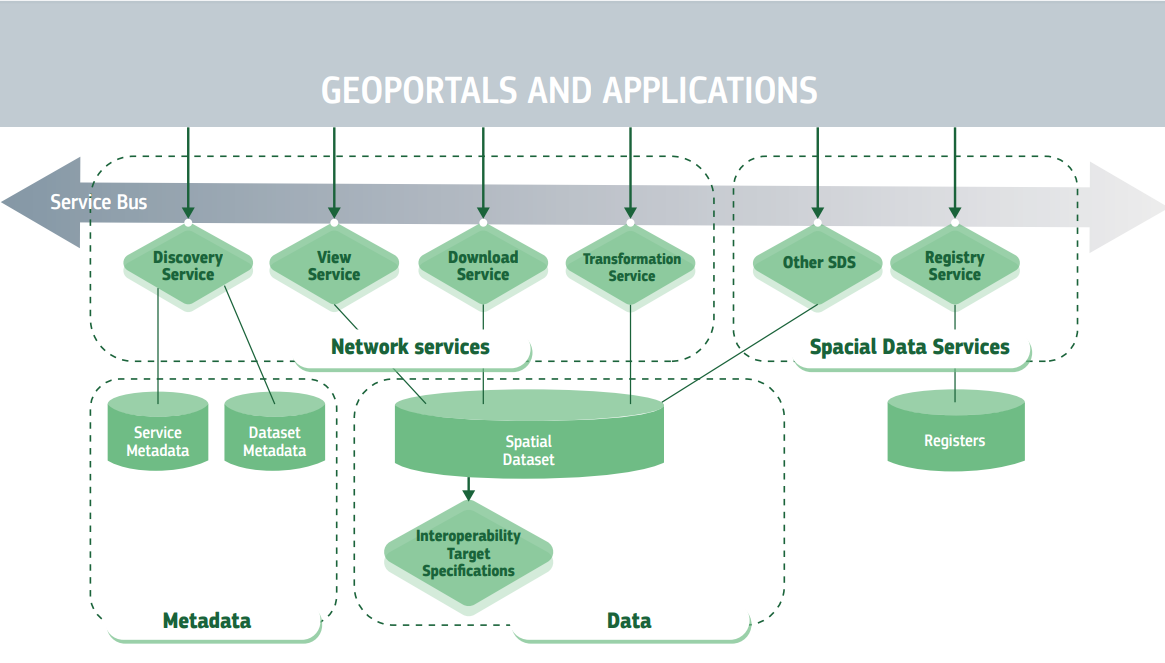 GEOPORTALS AND APPLICATIONS
Service Bus
Discovery
Service
View
Service
Download
Service
Transformation
Service
Other SDS
Registry
Service
Network services
Spacial Data Services
Service
Metadata
Dataset
Metadata
Spatial
Dataset
Registers
Interoperability
Target
Specifications
Metadata
Data